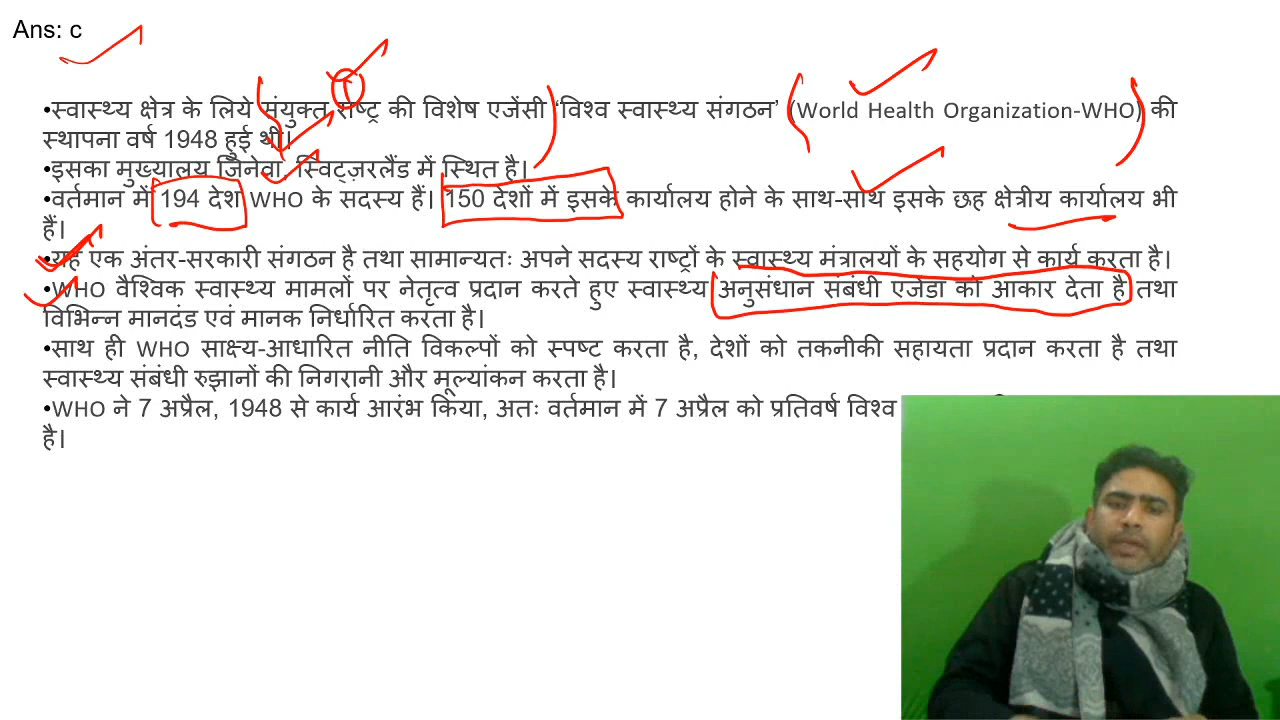 Ans: c
•स्वास्थ्य क्षेत्र के लिये संयुक्त राष्ट्र की विशेष एजेंसी ‘विश्व स्वास्थ्य संगठन’ (World Health Organization-WHO) की
स्थापना वर्ष 1948 हुई थी।
•इसका मुख्यालय जिनेवा, स्विट्ज़रलैंड में स्थित है।
•वर्तमान में 194 देश WHO के सदस्य हैं। 150 देशों में इसके कार्यालय होने के साथ-साथ इसके छह क्षेत्रीय कार्यालय भी
हैं।
•यह एक अंतर-सरकारी संगठन है तथा सामान्यतः अपने सदस्य राष्ट्रों के स्वास्थ्य मंत्रालयों के सहयोग से कार्य करता है।
•WHO वैश्विक स्वास्थ्य मामलों पर नेतृत्व प्रदान करते हुए स्वास्थ्य अनुसंधान संबंधी एजेंडा को आकार देता है तथा
विभिन्न मानदंड एवं मानक निर्धारित करता है।
•साथ ही WHO साक्ष्य-आधारित नीति विकल्पों को स्पष्ट करता है, देशों को तकनीकी सहायता प्रदान करता है तथा
स्वास्थ्य संबंधी रुझानों की निगरानी और मूल्यांकन करता है।
•WHO ने 7 अप्रैल, 1948 से कार्य आरंभ किया, अतः वर्तमान में 7 अप्रैल को प्रतिवर्ष विश्व
है।